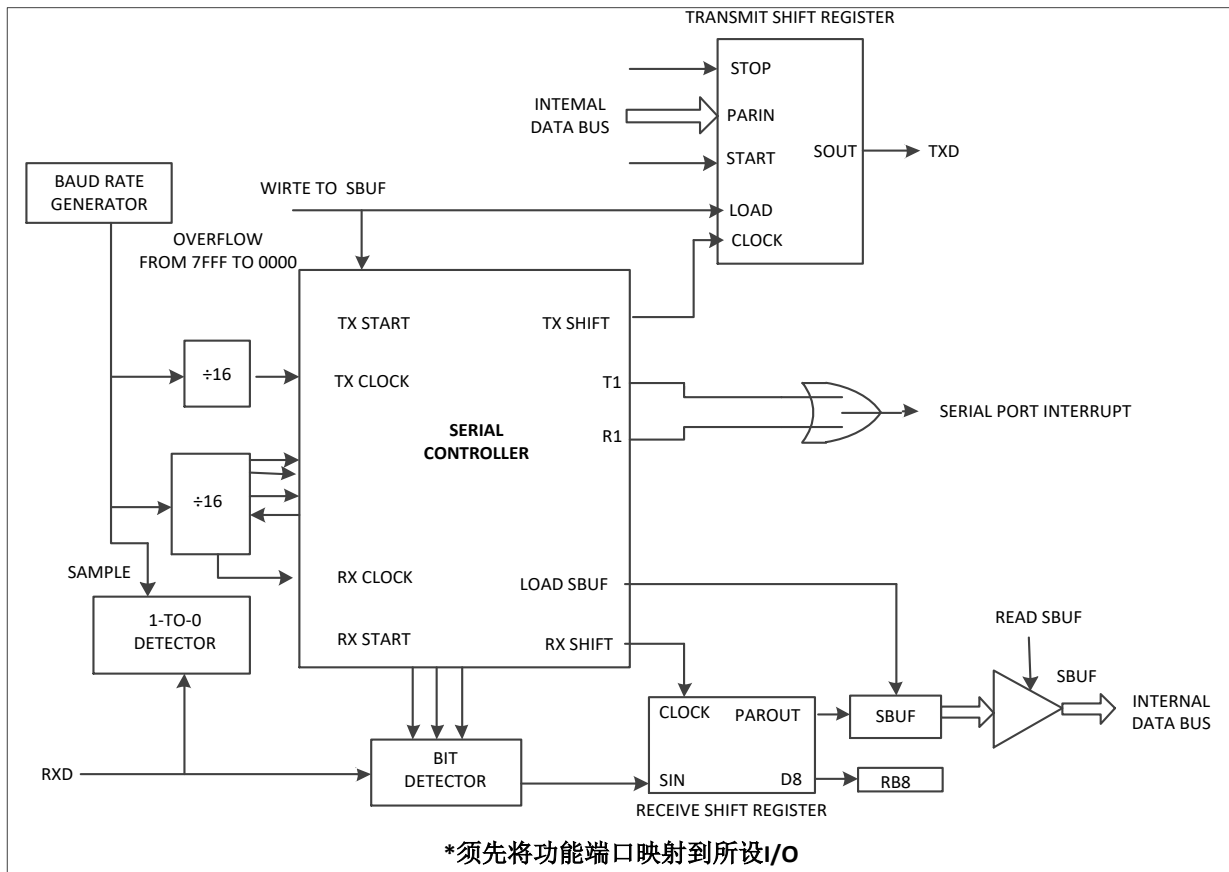 TRANSMIT SHIFT REGISTER
STOP
INTEMAL
DATA BUS
PARIN
START
SOUT
TXD
BAUD RATE
GENERATOR
WIRTE TO SBUF
LOAD
CLOCK
OVERFLOW
FROM 7FFF TO 0000
TX START
TX SHIFT
÷16
TX CLOCK
T1
SERIAL PORT INTERRUPT
R1
SERIAL
CONTROLLER
÷16
SAMPLE
RX CLOCK
LOAD SBUF
1-TO-0
DETECTOR
RX START
RX SHIFT
READ SBUF
SBUF
CLOCK
PAROUT
SBUF
INTERNAL
DATA BUS
RXD
BIT
DETECTOR
SIN
D8
RB8
RECEIVE SHIFT REGISTER
*须先将功能端口映射到所设I/O